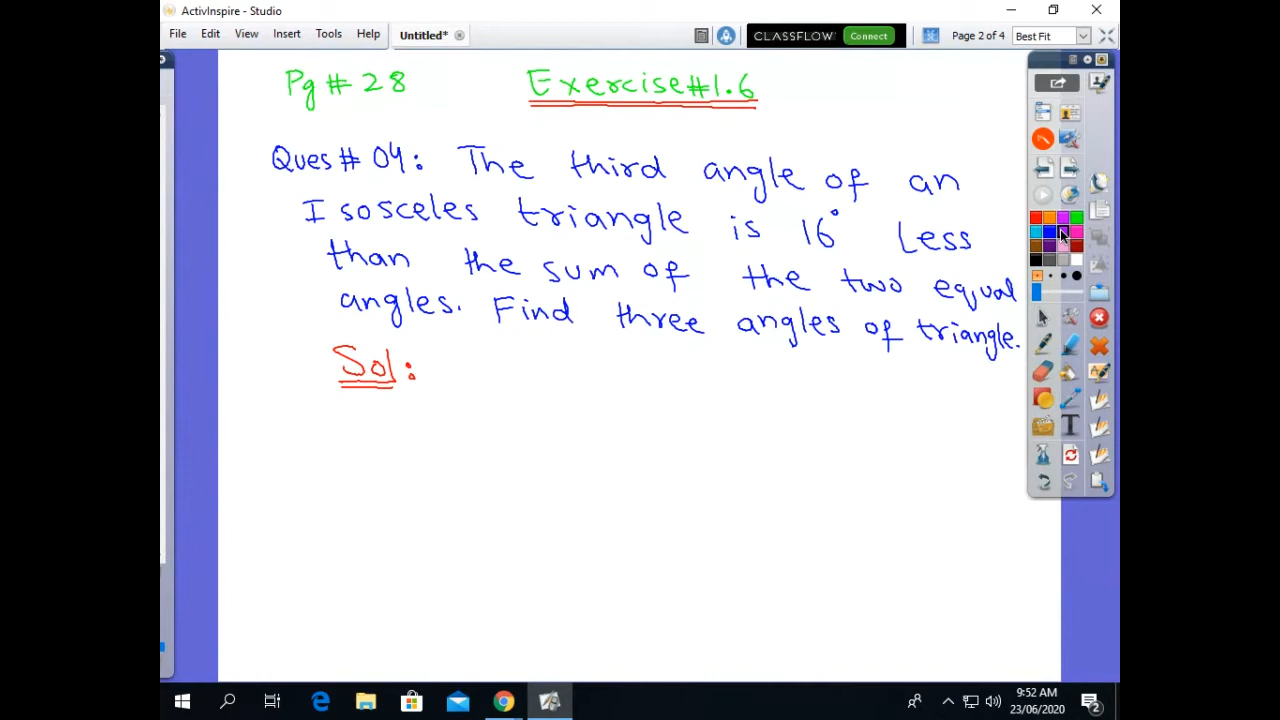 ActivInspire - Studio
File Edit View Insert Tools Help Untitled* CLASSFLOW Connect Page 2 of 4 Best Fit
Pg # 28 Exercise#1.6
Ques# 04: The third angle of an
Isosceles triangle is 16° Less
than the sum of the two equal
angles. Find three angles of triangle.
Sol:
9:52 AM
23/06/2020
2